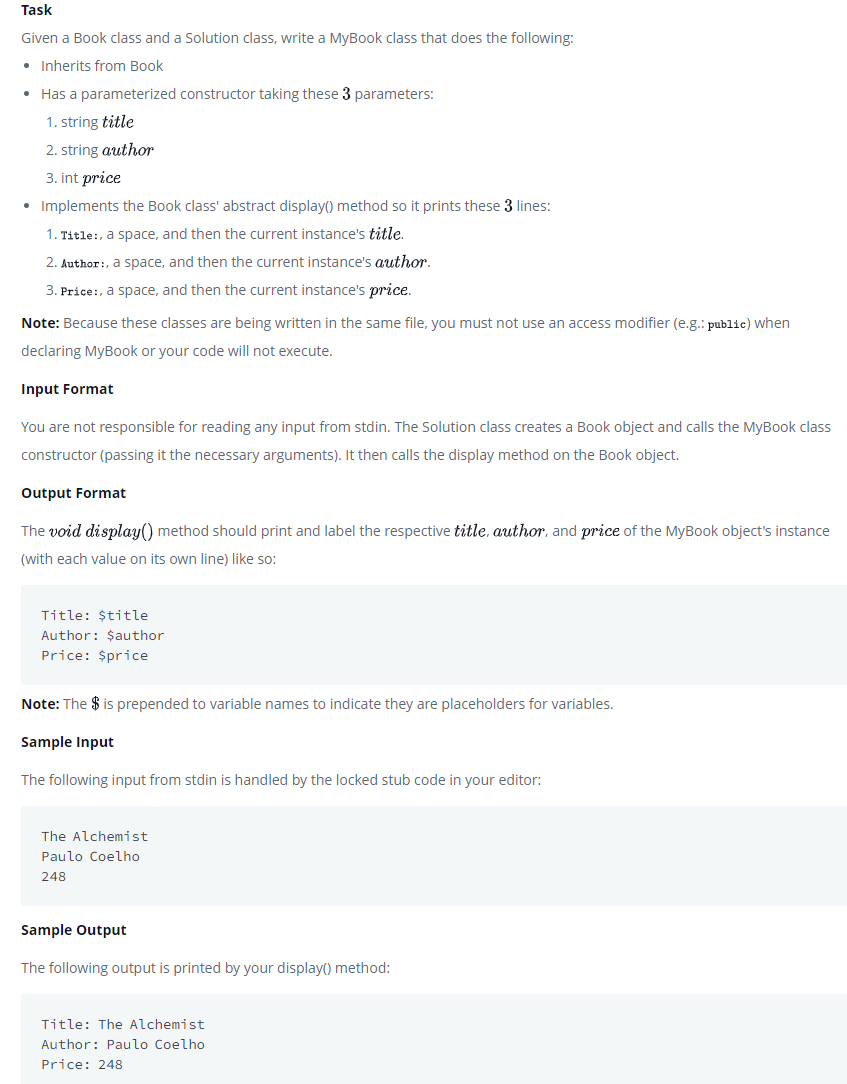 Task
Given a Book class and a Solution class, write a MyBook class that does the following:
• Inherits from Book
• Has a parameterized constructor taking these 3 parameters:
1. string title
2. string author
3. int price
• Implements the Book class' abstract display() method so it prints these 3 lines:
1. Title:, a space, and then the current instance's title.
2. Author:, a space, and then the current instance's author.
3. Price:, a space, and then the current instance's price.
Note: Because these classes are being written in the same file, you must not use an access modifier (e.g.: public) when
declaring MyBook or your code will not execute.
Input Format
You are not responsible for reading any input from stdin. The Solution class creates a Book object and calls the MyBook class
constructor (passing it the necessary arguments). It then calls the display method on the Book object.
Output Format
The void display() method should print and label the respective title, author, and price of the MyBook object's instance
(with each value on its own line) like so:
Title: $title
Author: $author
Price: $price
Note: The $ is prepended to variable names to indicate they are placeholders for variables.
Sample Input
The following input from stdin is handled by the locked stub code in your editor:
The Alchemist
Paulo Coelho
248
Sample Output
The following output is printed by your display() method:
Title: The Alchemist
Author: Paulo Coelho
Price: 248